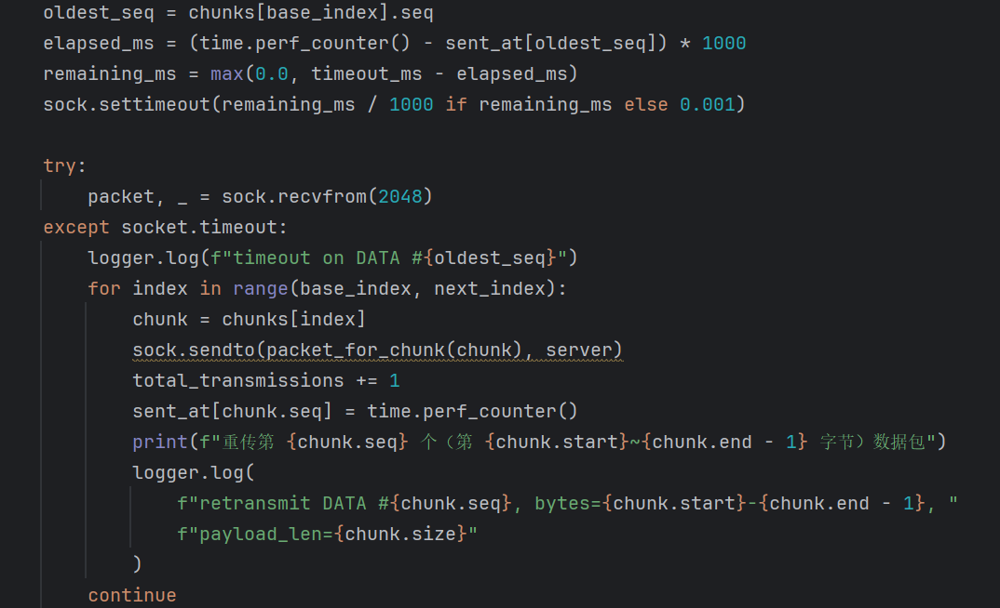 oldest_seq = chunks[base_index].seq
elapsed_ms = (time.perf_counter() - sent_at[oldest_seq]) * 1000
remaining_ms = max(0.0, timeout_ms - elapsed_ms)
sock.settimeout(remaining_ms / 1000 if remaining_ms else 0.001)
try:
    packet, _ = sock.recvfrom(2048)
except socket.timeout:
    logger.log(f"timeout on DATA #{oldest_seq}")
    for index in range(base_index, next_index):
        chunk = chunks[index]
        sock.sendto(packet_for_chunk(chunk), server)
        total_transmissions += 1
        sent_at[chunk.seq] = time.perf_counter()
        print(f"重传第 {chunk.seq} 个（第 {chunk.start}~{chunk.end - 1} 字节）数据包")
        logger.log(
            f"retransmit DATA #{chunk.seq}, bytes={chunk.start}-{chunk.end - 1}, "
            f"payload_len={chunk.size}"
        )
    continue